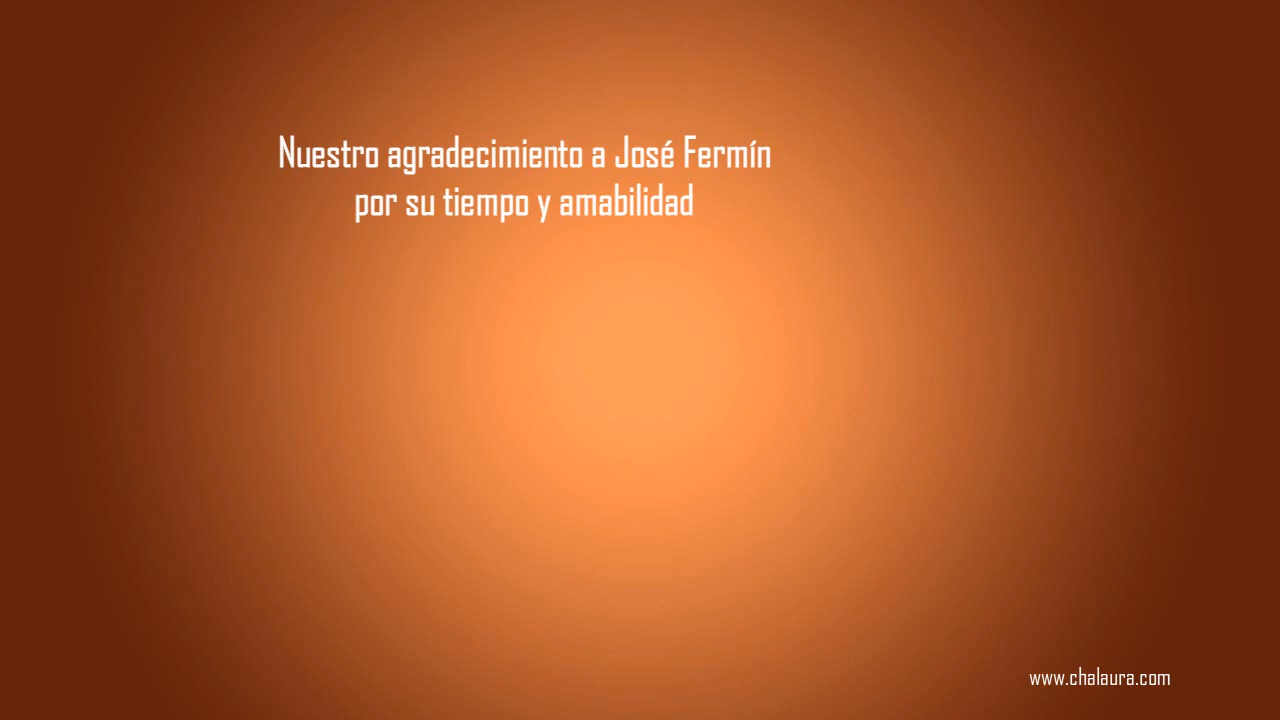 Nuestro agradecimiento a José Fermín
por su tiempo y amabilidad
www.chalaura.com